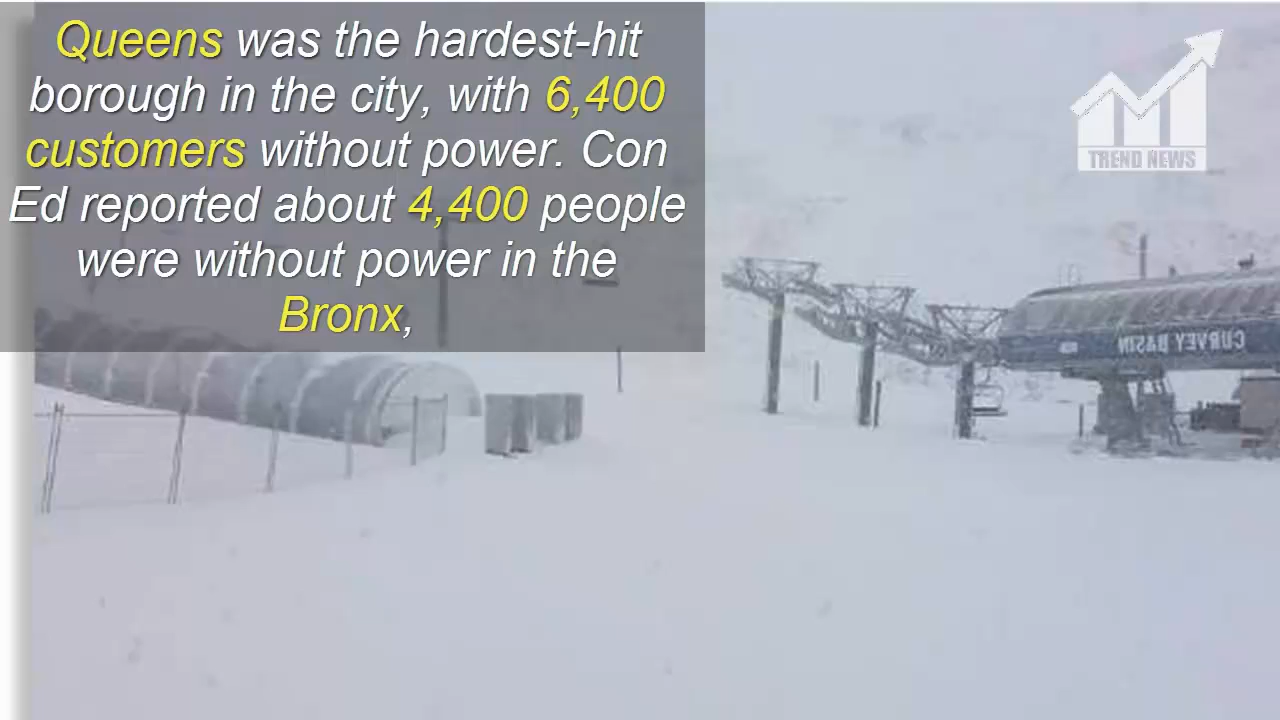 Queens was the hardest-hit
borough in the city, with 6,400
customers without power. Con
Ed reported about 4,400 people
were without power in the
Bronx,
TREND NEWS
CURVEY BASIN